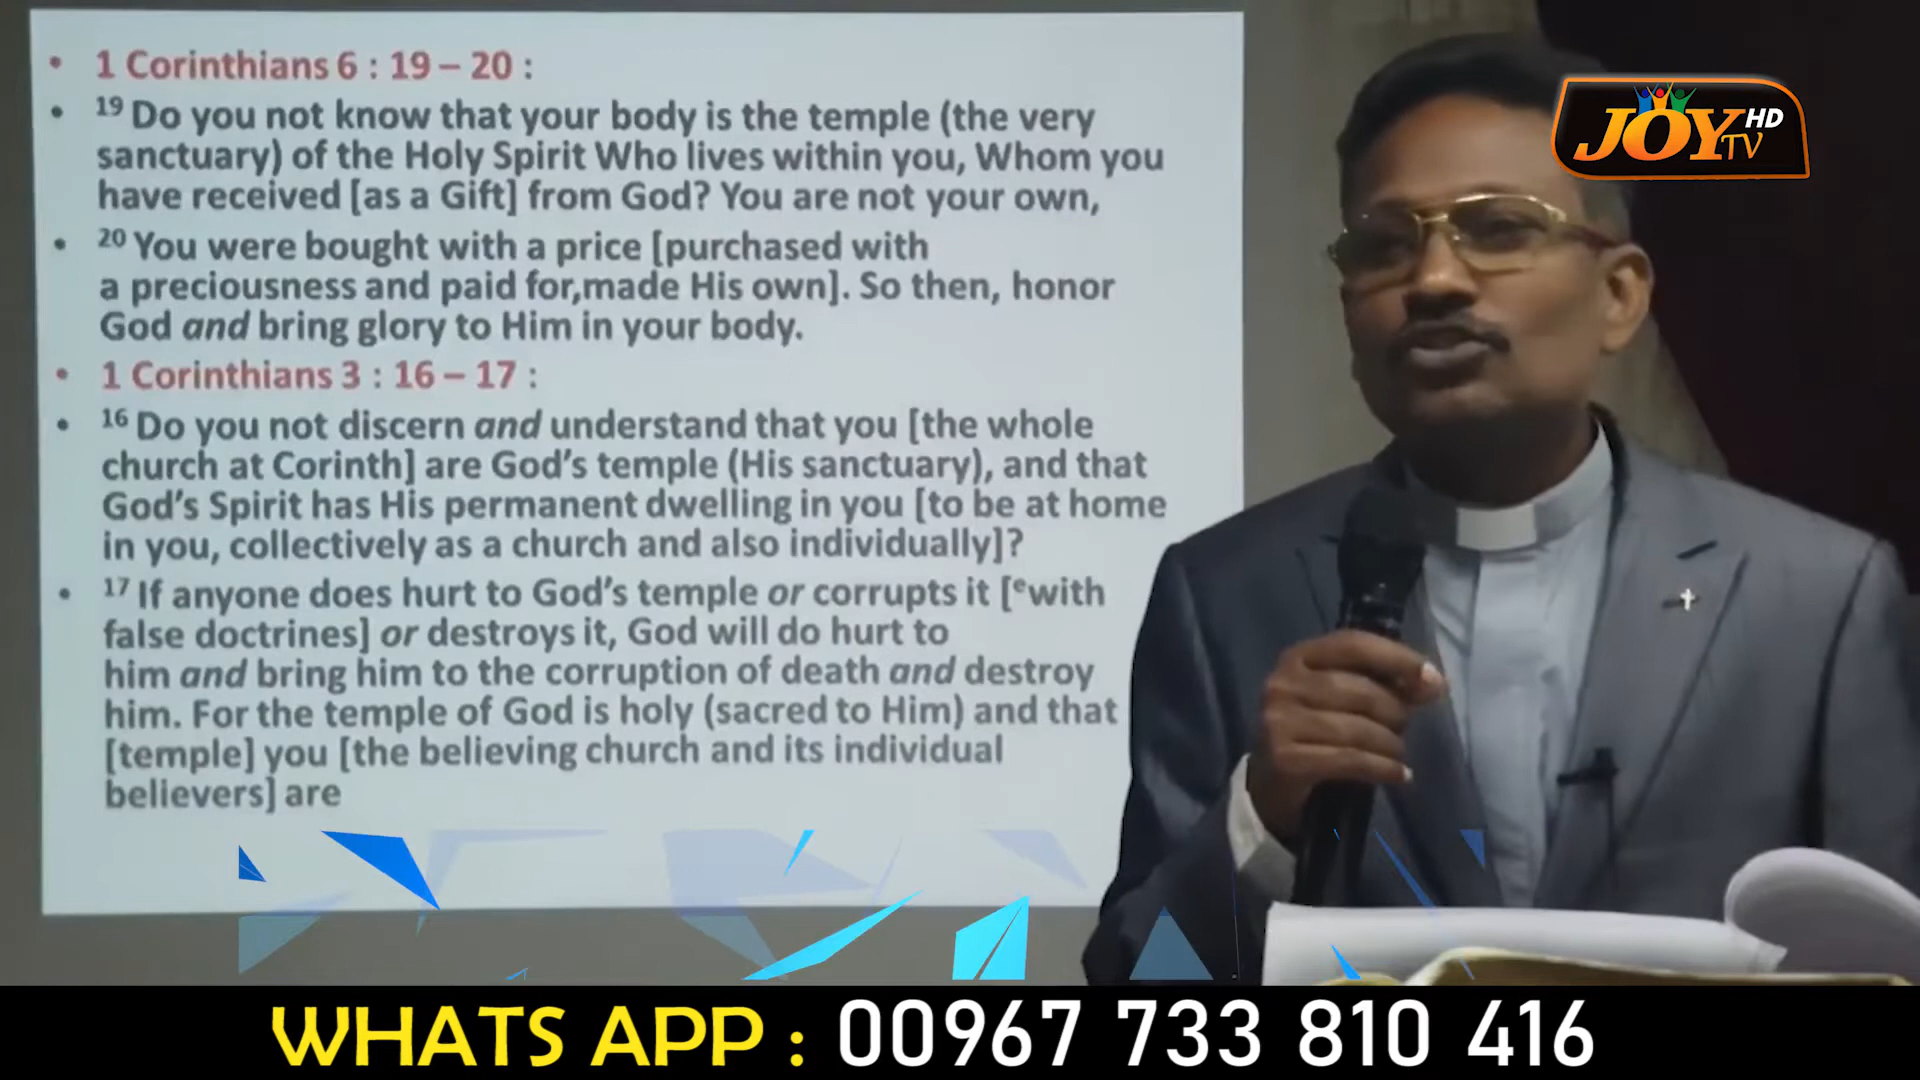 • 1 Corinthians 6 : 19 – 20 :
• 19 Do you not know that your body is the temple (the very
sanctuary) of the Holy Spirit Who lives within you, Whom you
have received [as a Gift] from God? You are not your own,
• 20 You were bought with a price [purchased with
a preciousness and paid for,made His own]. So then, honor
God and bring glory to Him in your body.
• 1 Corinthians 3 : 16 – 17 :
• 16 Do you not discern and understand that you [the whole
church at Corinth] are God’s temple (His sanctuary), and that
God’s Spirit has His permanent dwelling in you [to be at home
in you, collectively as a church and also individually]?
• 17 If anyone does hurt to God’s temple or corrupts it [ewith
false doctrines] or destroys it, God will do hurt to
him and bring him to the corruption of death and destroy
him. For the temple of God is holy (sacred to Him) and that
[temple] you [the believing church and its individual
believers] are
JOY TV HD
WHATS APP : 00967 733 810 416